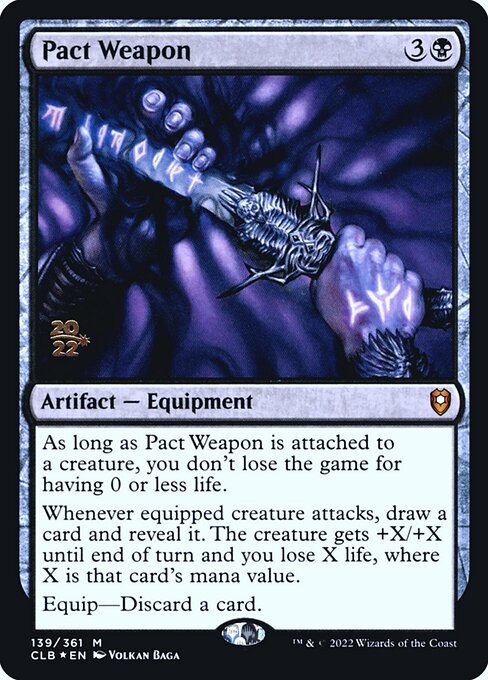 Pact Weapon 3
20
22
Artifact — Equipment
As long as Pact Weapon is attached to
a creature, you don't lose the game for
having 0 or less life.
Whenever equipped creature attacks, draw a
card and reveal it. The creature gets +X/+X
until end of turn and you lose X life, where
X is that card's mana value.
Equip—Discard a card.
139/361 M
CLB ★ EN Volkan Baga
™ & © 2022 Wizards of the Coast